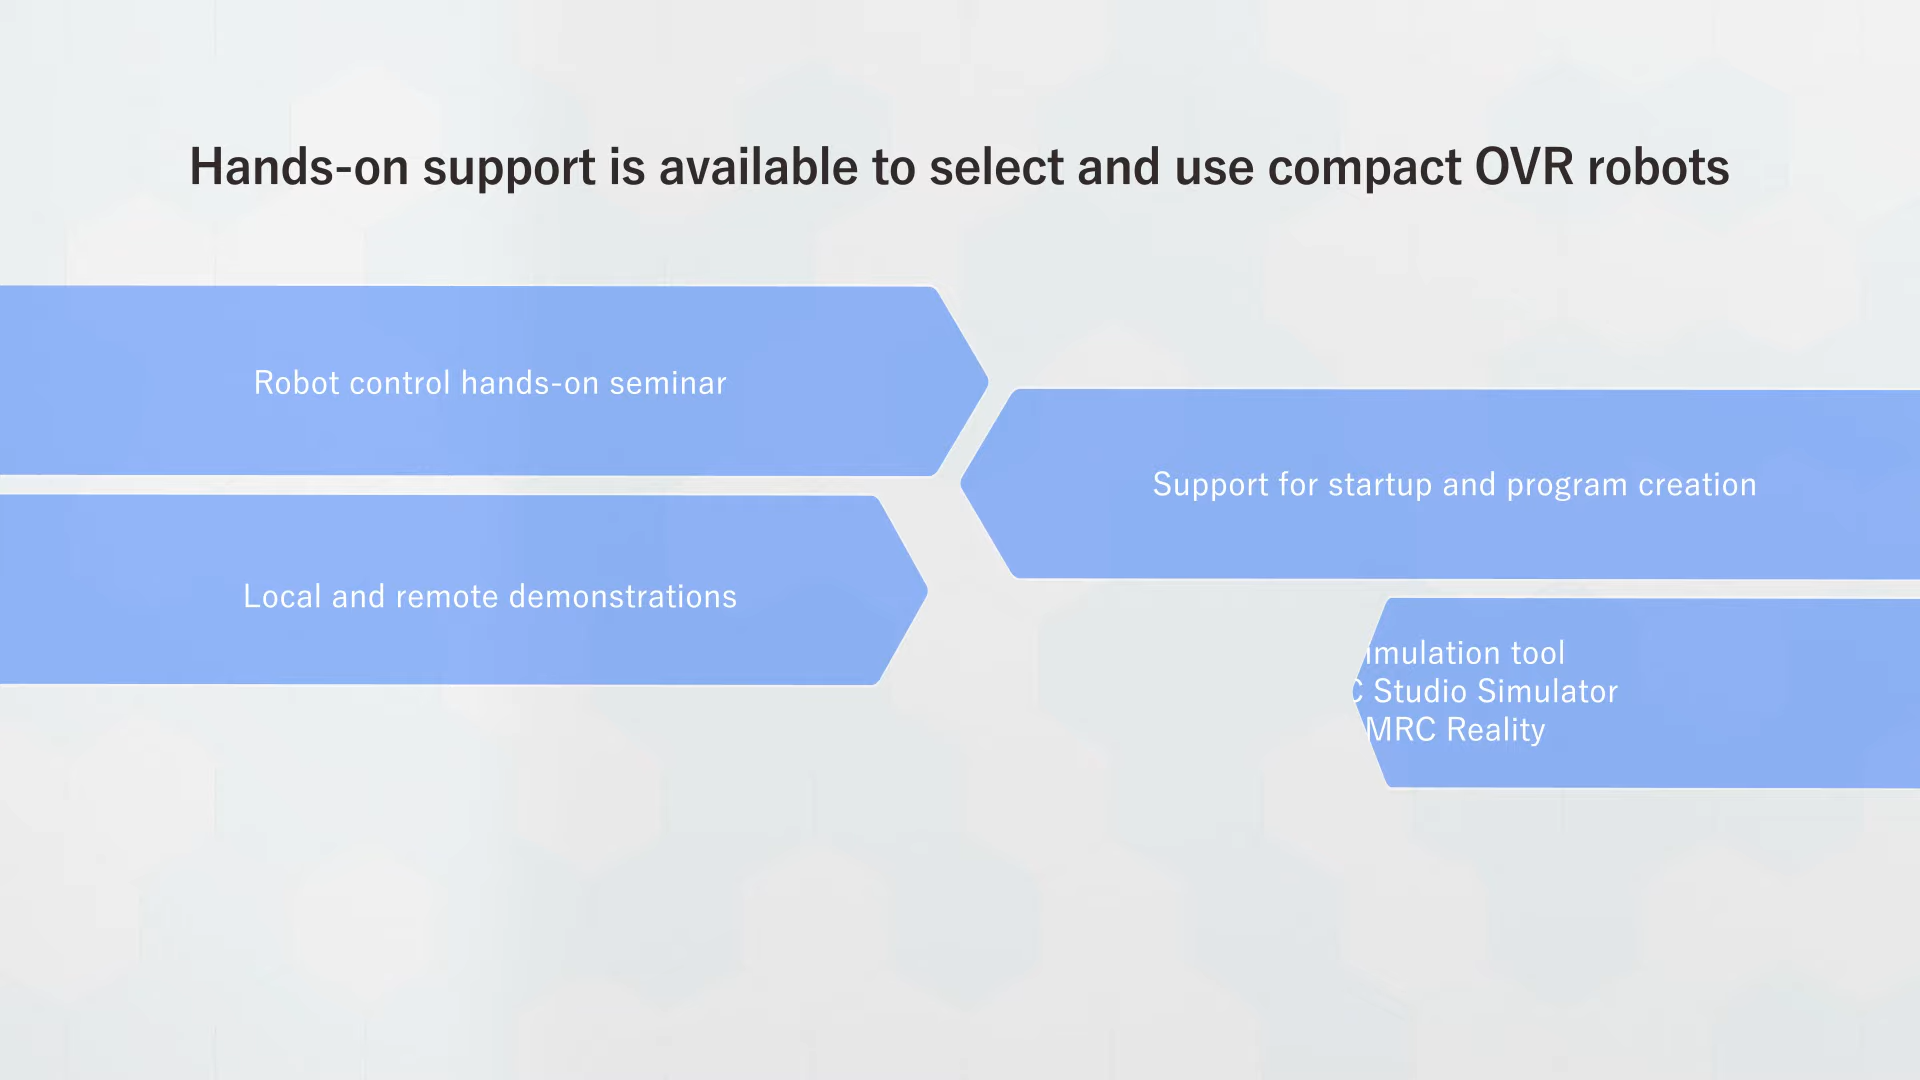 Hands-on support is available to select and use compact OVR robots
Robot control hands-on seminar
Support for startup and program creation
Local and remote demonstrations
tool
Studio Simulator
MRC Reality